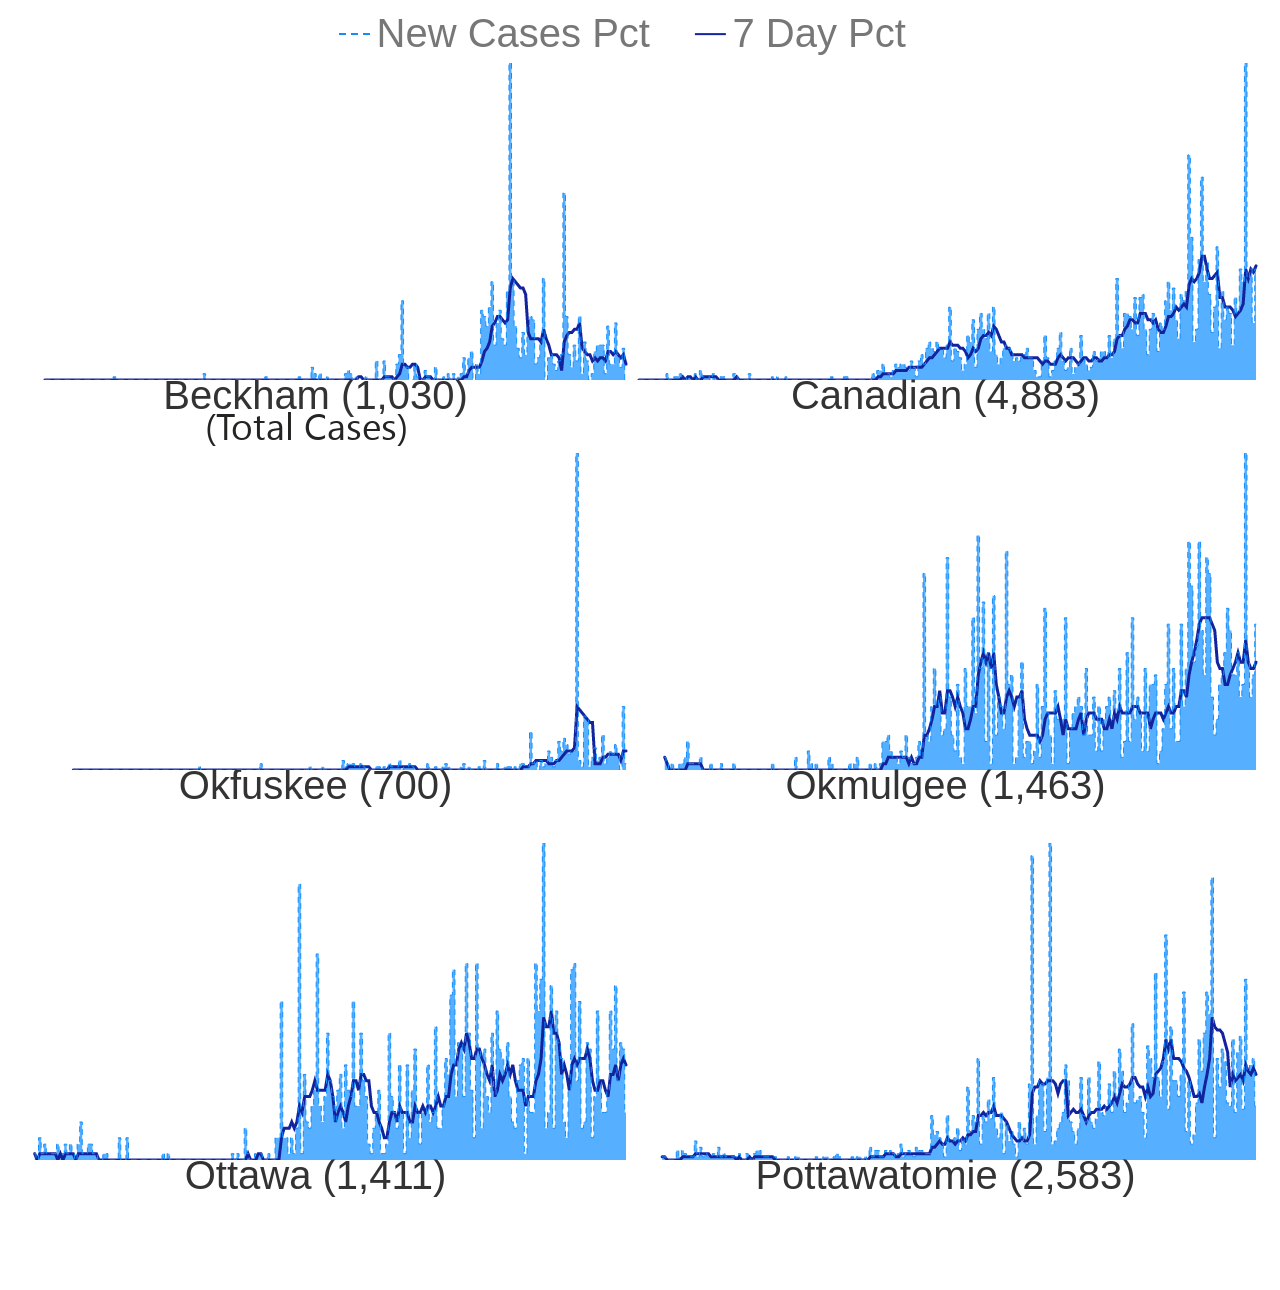 New Cases Pct 7 Day Pct
Beckham (1,030) Canadian (4,883)
(Total Cases)
Okfuskee (700) Okmulgee (1,463)
Ottawa (1,411) Pottawatomie (2,583)